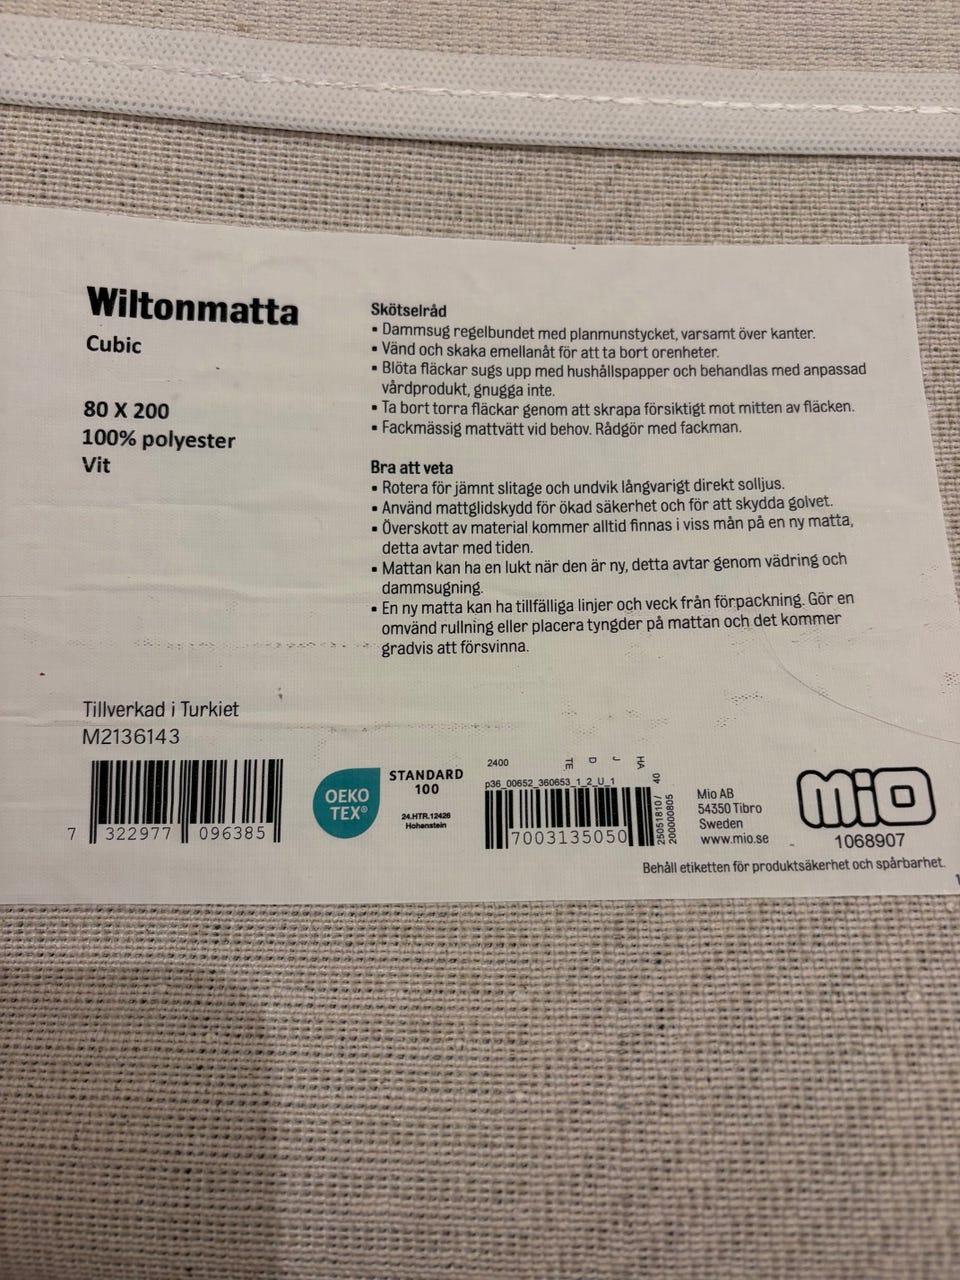 Wiltonmatta
Cubic
80 X 200
100% polyester
Vit
Skötselråd
▪ Dammsug regelbundet med planmunstycket, varsamt över kanter.
▪ Vänd och skaka emellanåt för att ta bort orenheter.
▪ Blöta fläckar sugs upp med hushållspapper och behandlas med anpassad
vårdprodukt, gnugga inte.
▪ Ta bort torra fläckar genom att skrapa försiktigt mot mitten av fläcken.
▪ Fackmässig mattvätt vid behov. Rådgör med fackman.
Bra att veta
▪ Rotera för jämnt slitage och undvik långvarigt direkt solljus.
▪ Använd mattglidskydd för ökad säkerhet och för att skydda golvet.
▪ Överskott av material kommer alltid finnas i viss mån på en ny matta,
detta avtar med tiden.
▪ Mattan kan ha en lukt när den är ny, detta avtar genom vädring och
dammsugning.
▪ En ny matta kan ha tillfälliga linjer och veck från förpackning. Gör en
omvänd rullning eller placera tyngder på mattan och det kommer
gradvis att försvinna.
Tillverkad i Turkiet
M2136143
7 322977 096385
OEKO
TEX®
STANDARD
100
24.HTR.12426
Hohenstein
2400
TE D J HA
p36_00652_360653_1_2_U_1
7003135050
25051810/ 40
200000805
Mio AB
54350 Tibro
Sweden
www.mio.se
mio
1068907
Behåll etiketten för produktsäkerhet och spårbarhet.